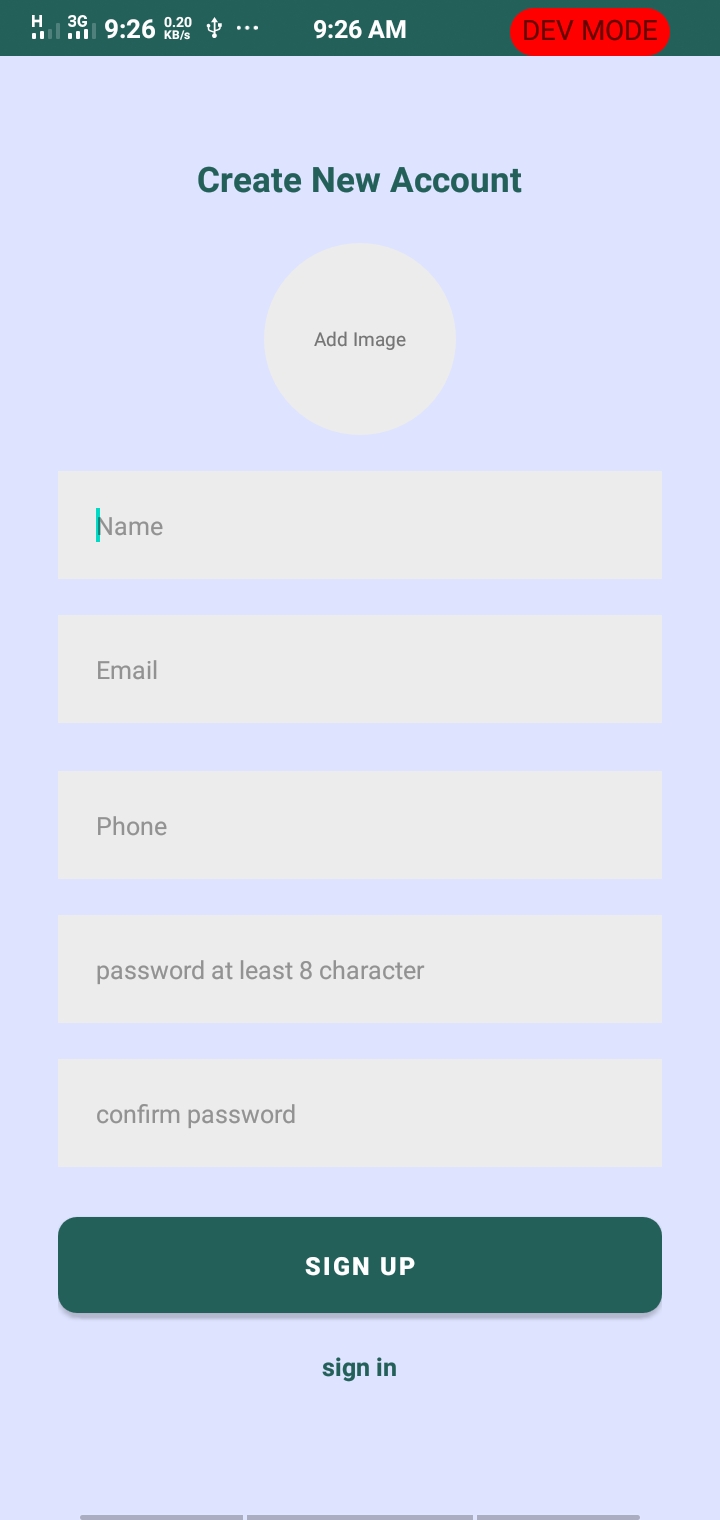 H 3G 9:26 0.20 KB/s ··· 9:26 AM DEV MODE
Create New Account
Add Image
Name
Email
Phone
password at least 8 character
confirm password
SIGN UP
sign in